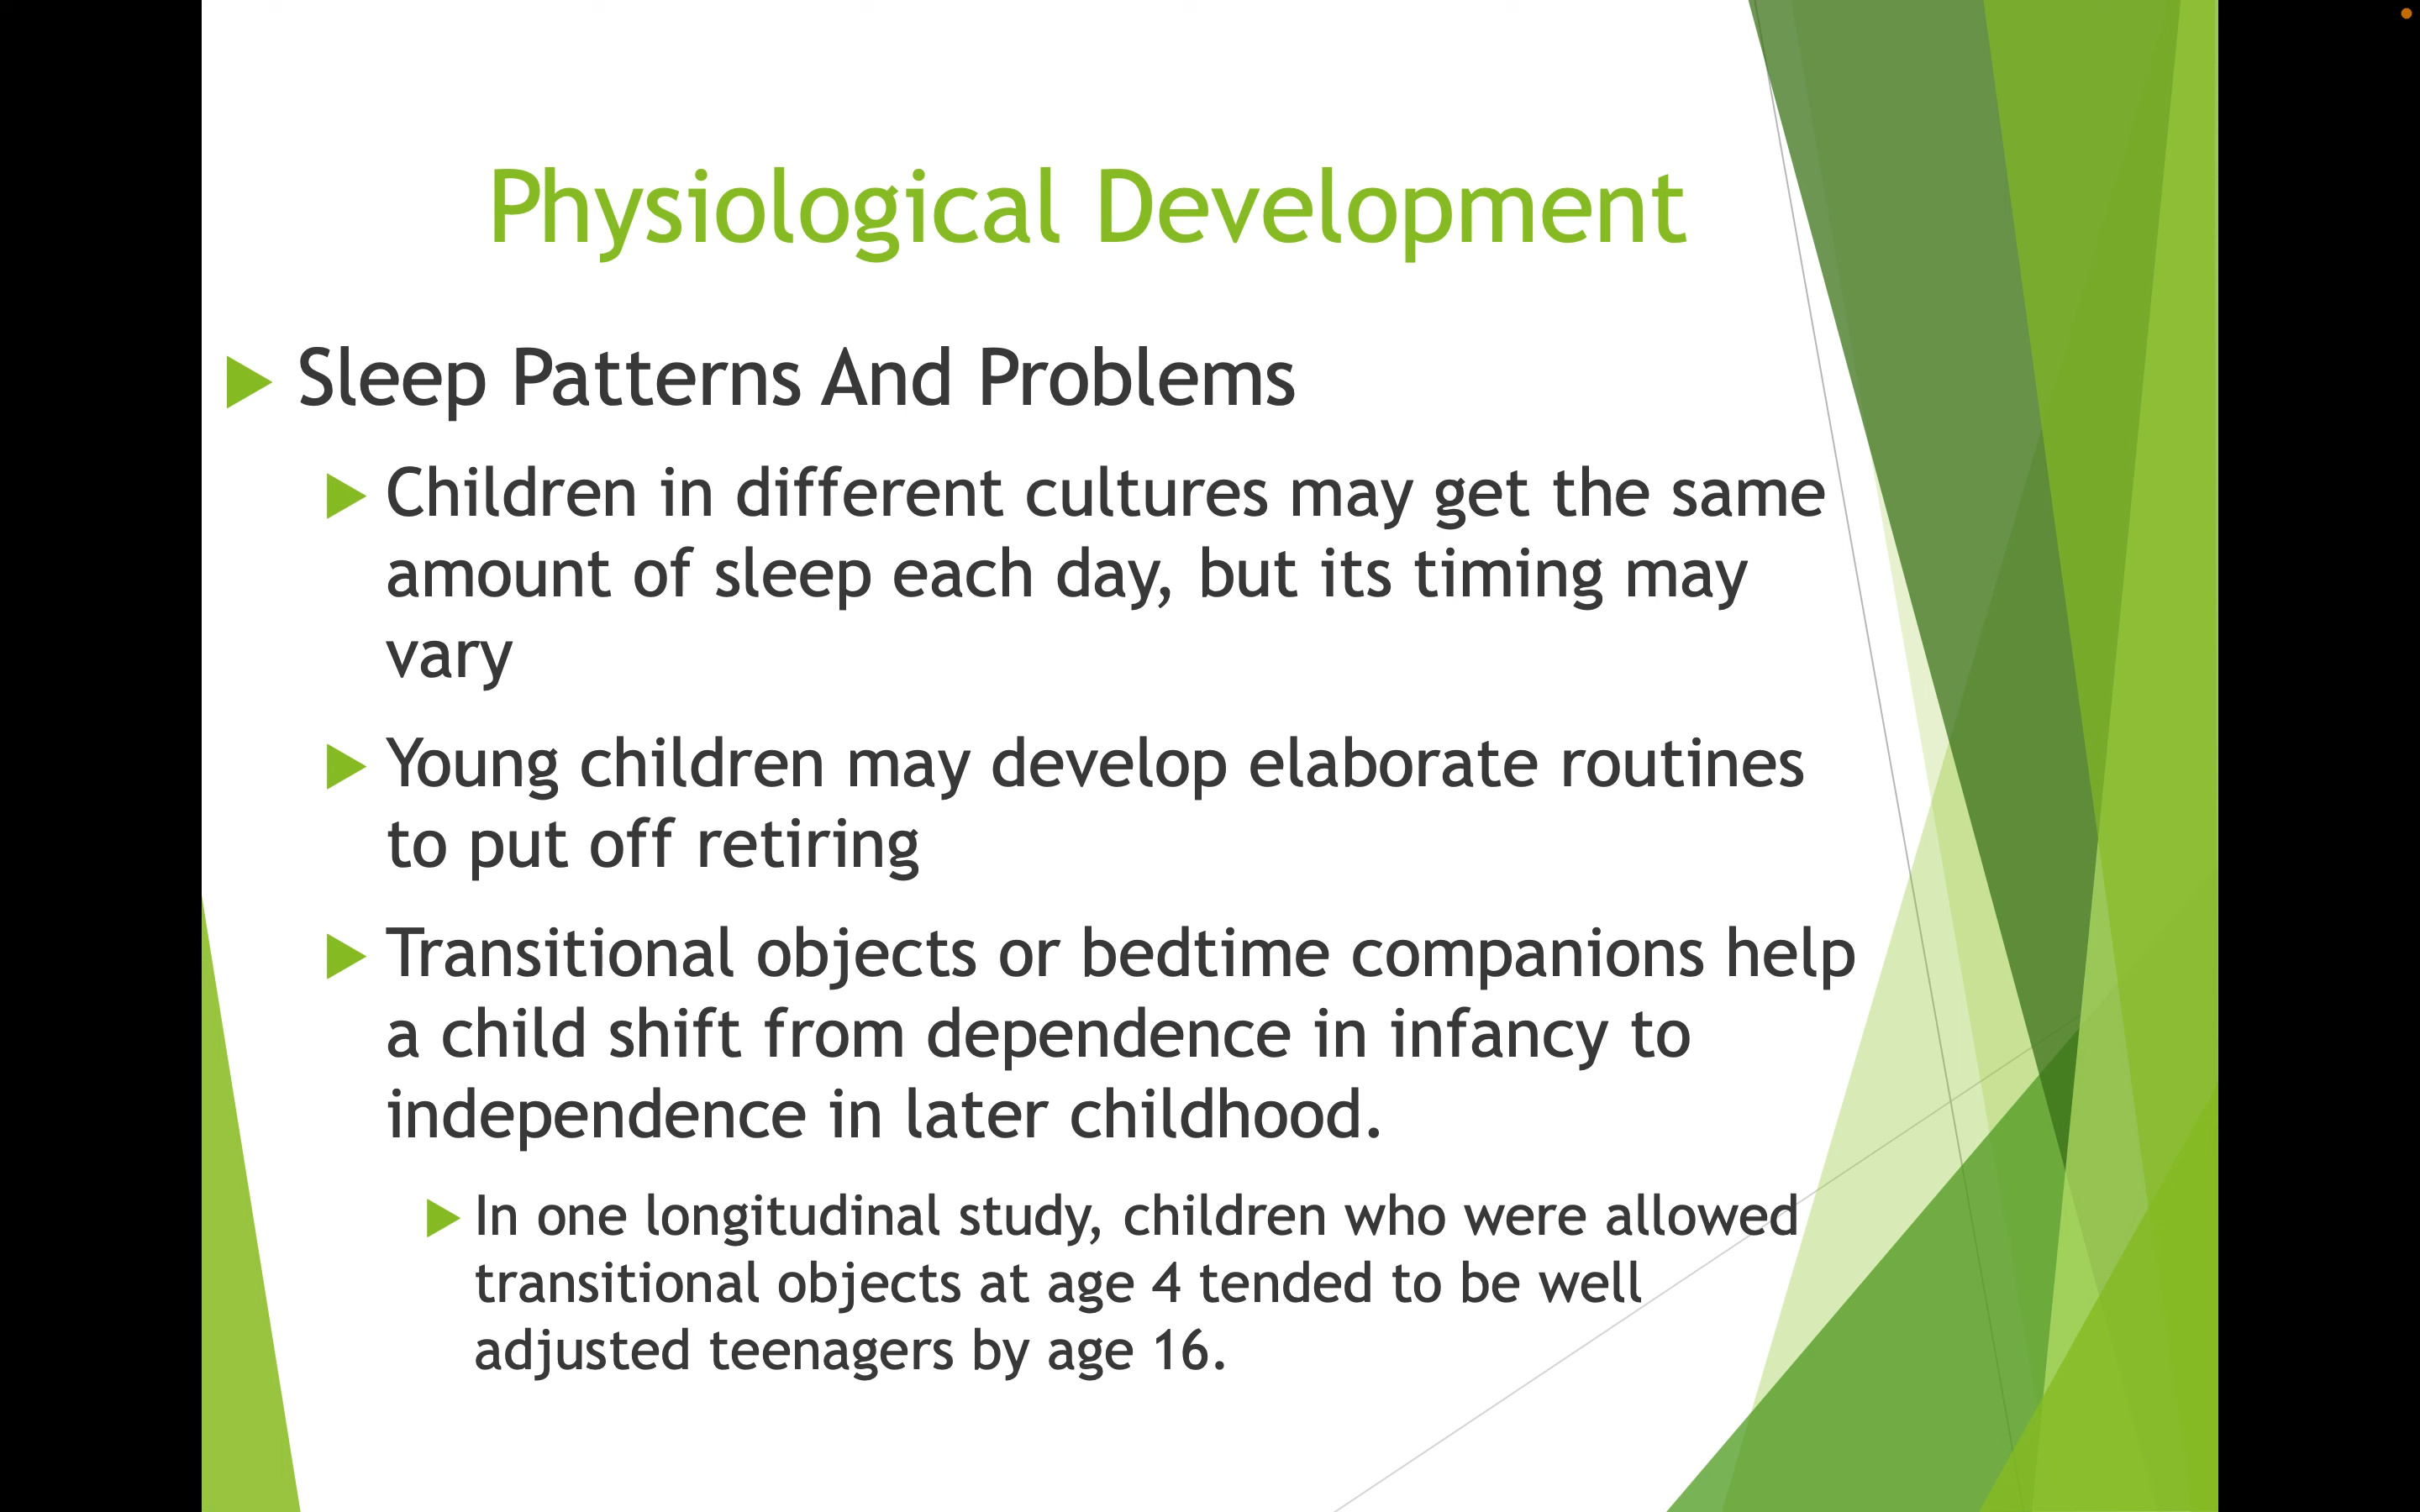 Physiological Development
Sleep Patterns And Problems
Children in different cultures may get the same
amount of sleep each day, but its timing may
vary
Young children may develop elaborate routines
to put off retiring
Transitional objects or bedtime companions help
a child shift from dependence in infancy to
independence in later childhood.
In one longitudinal study, children who were allowed
transitional objects at age 4 tended to be well
adjusted teenagers by age 16.